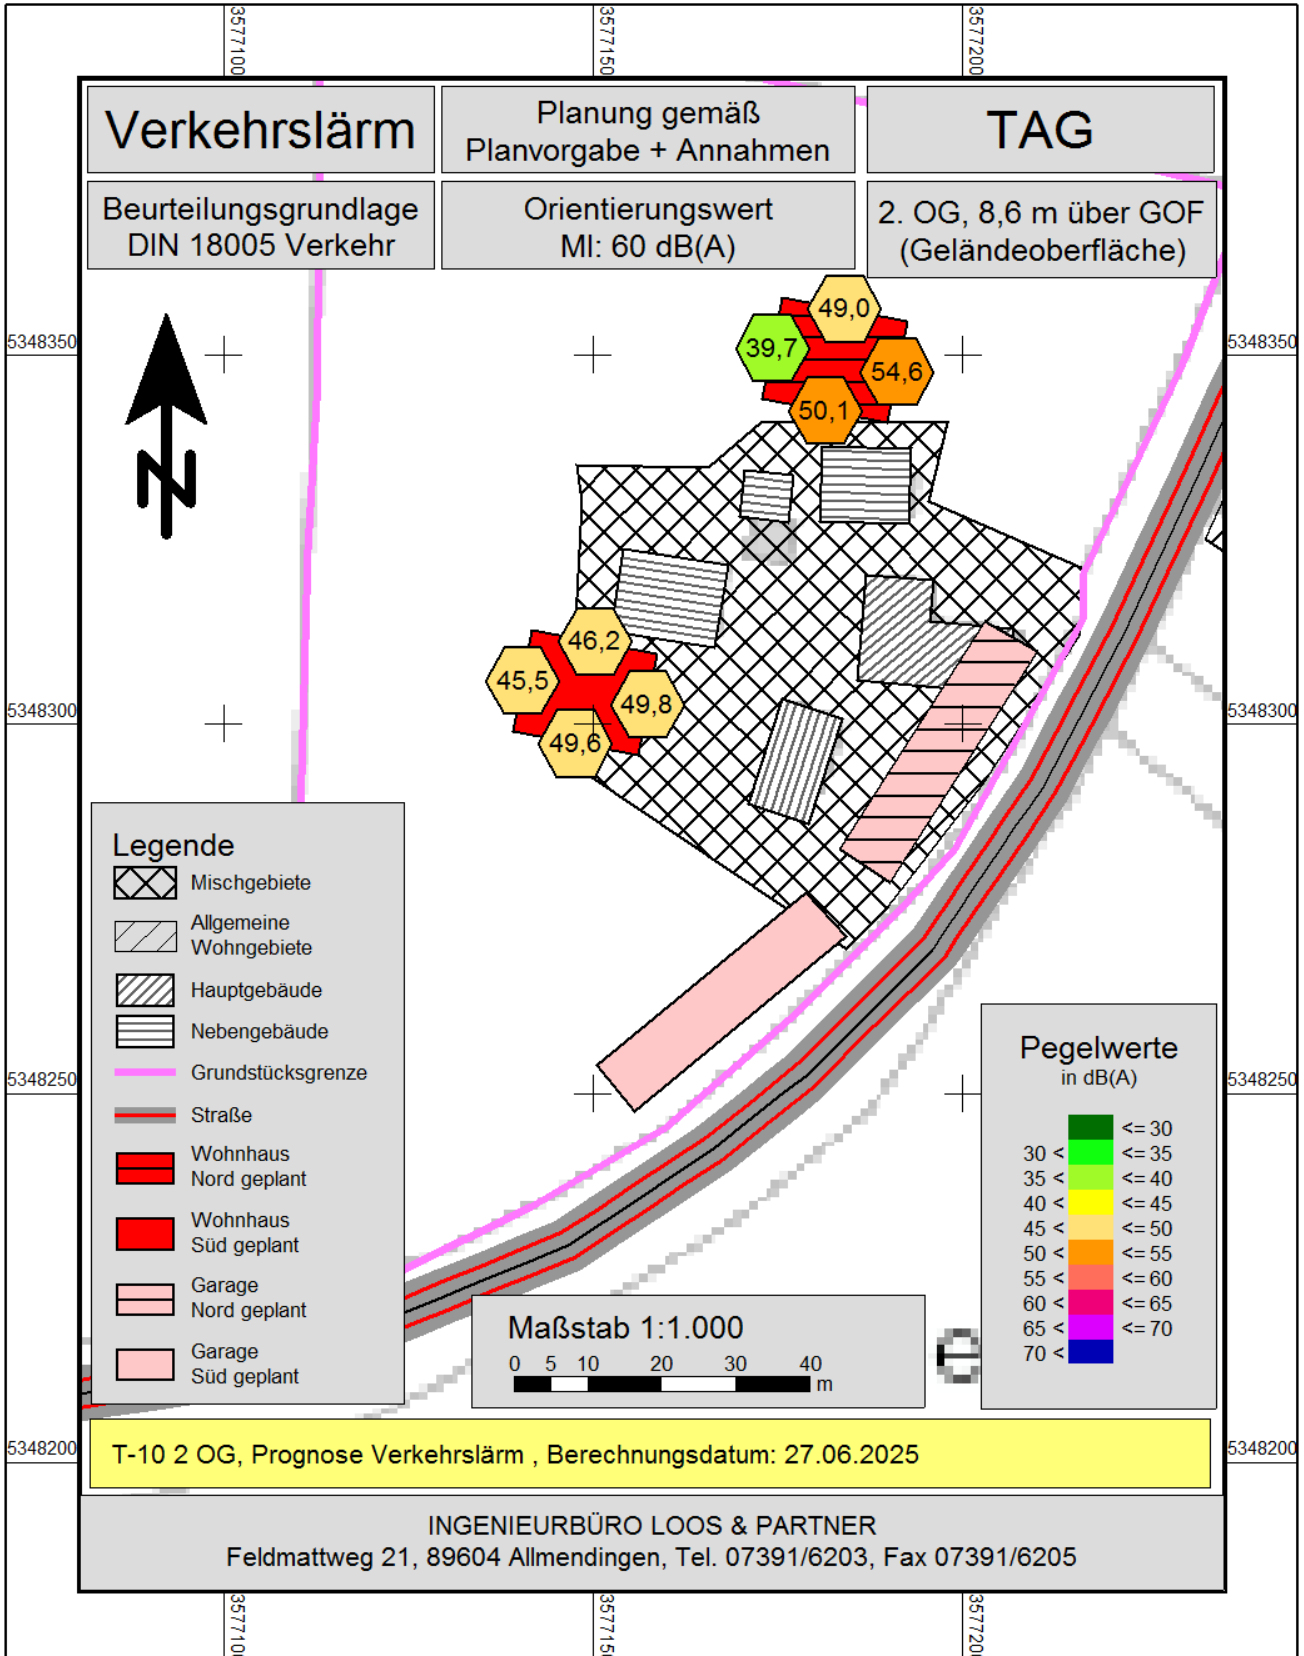 3577100
3577150
3577200
Verkehrslärm
Planung gemäß
Planvorgabe + Annahmen
TAG
Beurteilungsgrundlage
DIN 18005 Verkehr
Orientierungswert
MI: 60 dB(A)
2. OG, 8,6 m über GOF
(Geländeoberfläche)
49,0
39,7
54,6
50,1
5348350
5348350
N
46,2
45,5
49,8
49,6
5348300
5348300
Legende
Mischgebiete
Allgemeine
Wohngebiete
Hauptgebäude
Nebengebäude
Grundstücksgrenze
Straße
Wohnhaus
Nord geplant
Wohnhaus
Süd geplant
Garage
Nord geplant
Garage
Süd geplant
5348250
5348250
Pegelwerte
in dB(A)
<= 30
30 < <= 35
35 < <= 40
40 < <= 45
45 < <= 50
50 < <= 55
55 < <= 60
60 < <= 65
65 < <= 70
70 <
Maßstab 1:1.000
0 5 10 20 30 40
m
e
5348200
5348200
T-10 2 OG, Prognose Verkehrslärm , Berechnungsdatum: 27.06.2025
INGENIEURBÜRO LOOS & PARTNER
Feldmattweg 21, 89604 Allmendingen, Tel. 07391/6203, Fax 07391/6205
3577100
3577150
3577200